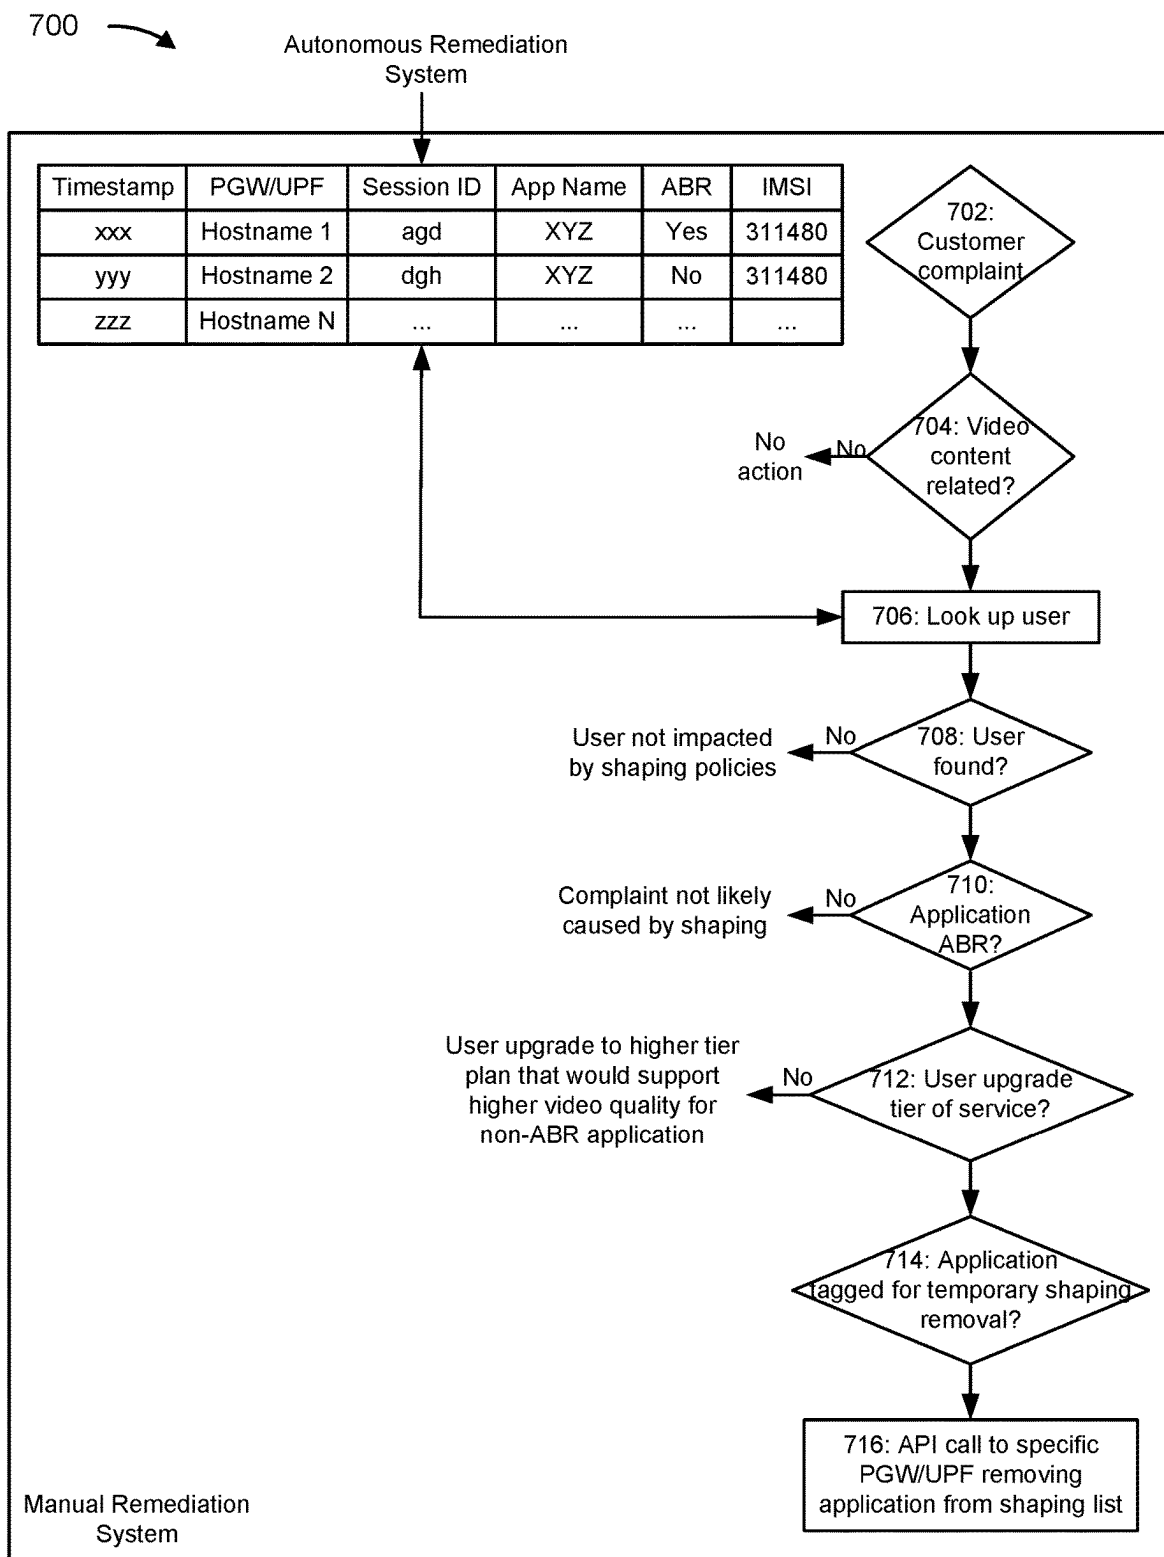 700
Autonomous Remediation
System
Timestamp PGW/UPF Session ID App Name ABR IMSI
xxx Hostname 1 agd XYZ Yes 311480
yyy Hostname 2 dgh XYZ No 311480
zzz Hostname N ... ... ... ...
702:
Customer
complaint
704: Video
content
related?
No
No
action
706: Look up user
708: User
found?
No
User not impacted
by shaping policies
710:
Application
ABR?
No
Complaint not likely
caused by shaping
712: User upgrade
tier of service?
No
User upgrade to higher tier
plan that would support
higher video quality for
non-ABR application
714: Application
tagged for temporary shaping
removal?
716: API call to specific
PGW/UPF removing
application from shaping list
Manual Remediation
System